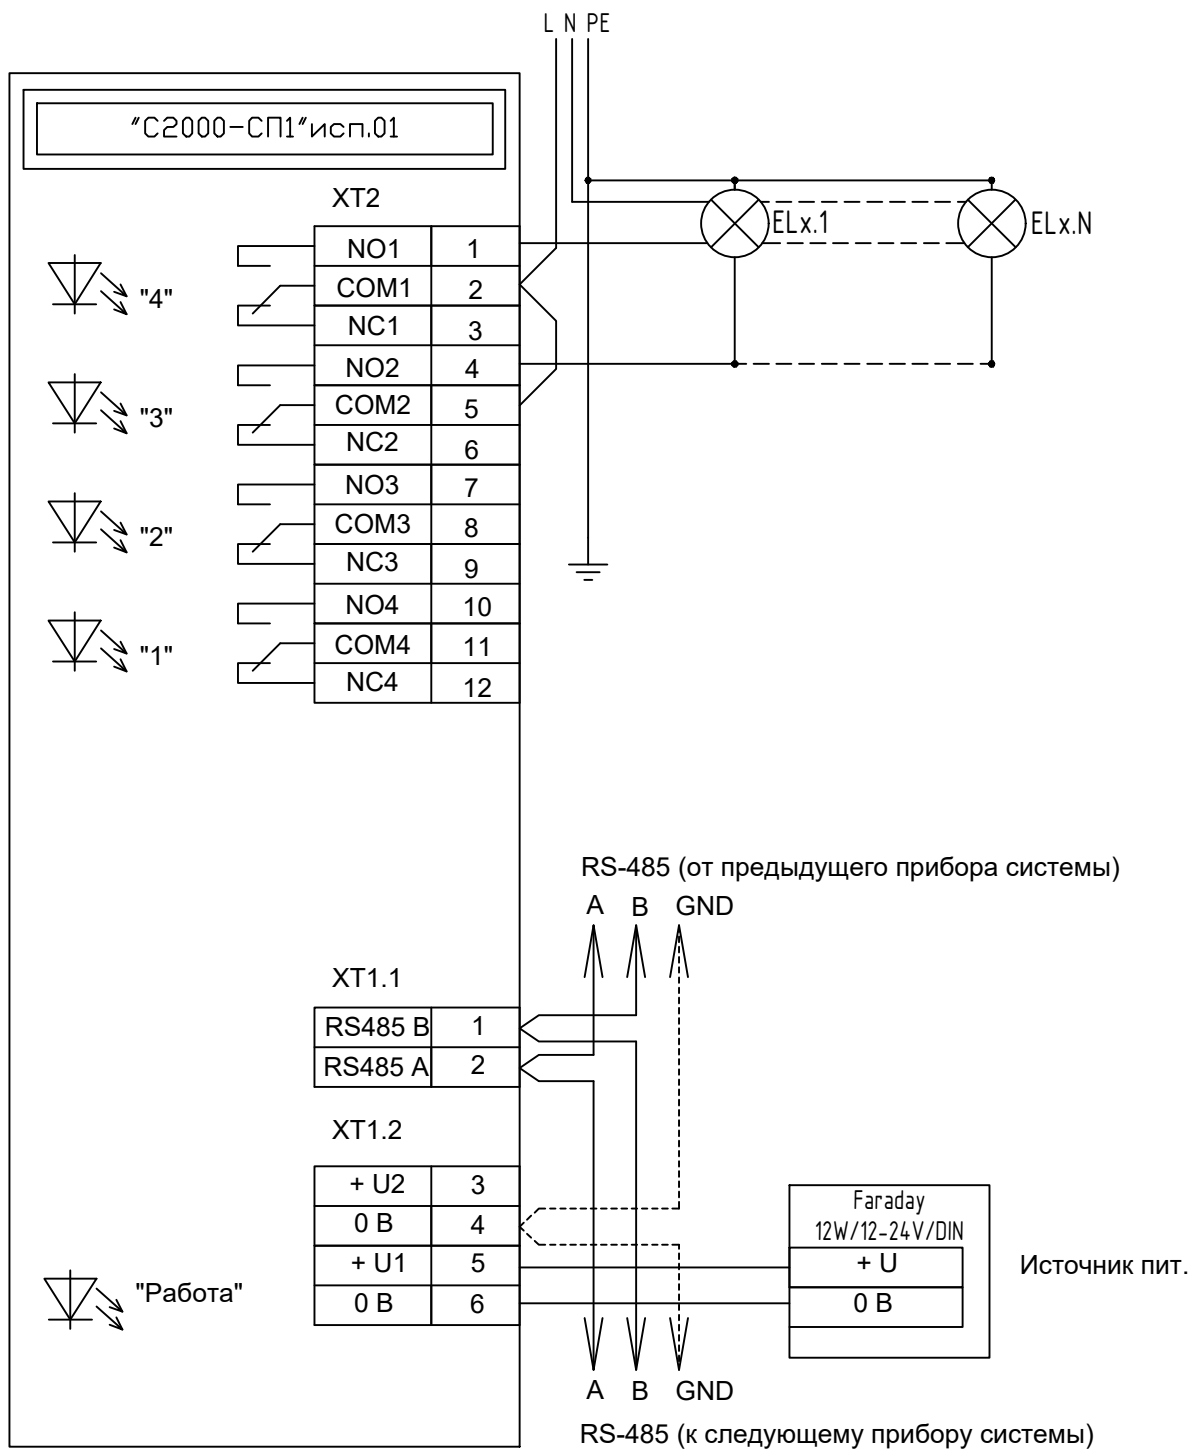 L N PE
"С2000-СП1"исп.01
XT2
NO1 1
COM1 2
NC1 3
NO2 4
COM2 5
NC2 6
NO3 7
COM3 8
NC3 9
NO4 10
COM4 11
NC4 12
"4"
"3"
"2"
"1"
ELx.1
ELx.N
RS-485 (от предыдущего прибора системы)
A B GND
XT1.1
RS485 B 1
RS485 A 2
XT1.2
+ U2 3
0 В 4
+ U1 5
0 В 6
"Работа"
Faraday
12W/12-24V/DIN
+ U
0 В
Источник пит.
A B GND
RS-485 (к следующему прибору системы)